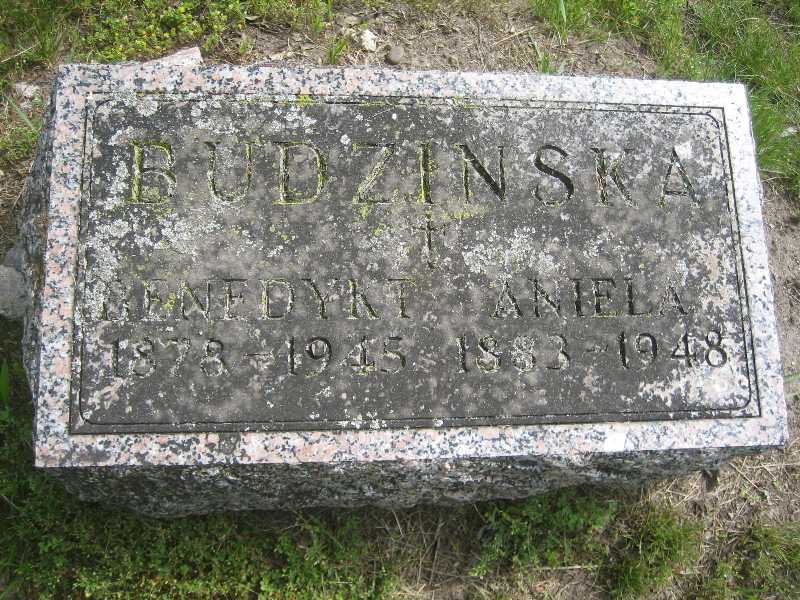 BUDZINSKA
BENEDYKT ANIELA
1878-1945 1883-1948